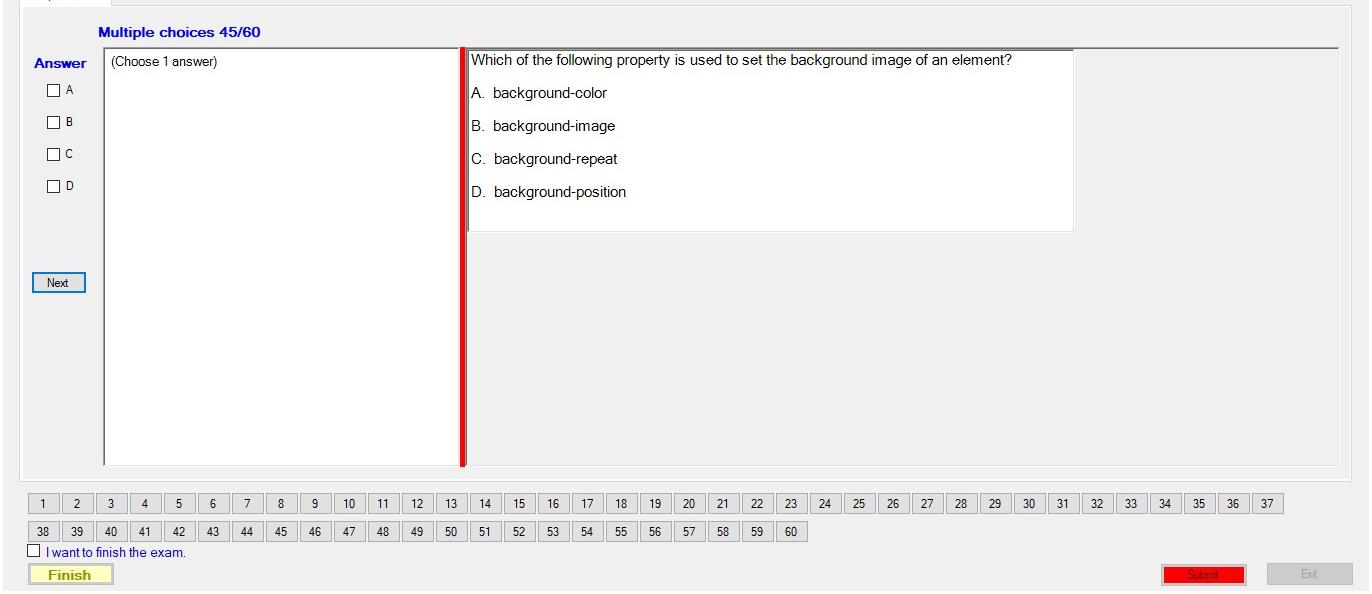 Multiple choices 45/60
Answer
A
B
C
D
Next
(Choose 1 answer)
Which of the following property is used to set the background image of an element?
A. background-color
B. background-image
C. background-repeat
D. background-position
1 2 3 4 5 6 7 8 9 10 11 12 13 14 15 16 17 18 19 20 21 22 23 24 25 26 27 28 29 30 31 32 33 34 35 36 37
38 39 40 41 42 43 44 45 46 47 48 49 50 51 52 53 54 55 56 57 58 59 60
I want to finish the exam.
Finish
Submit
Exit